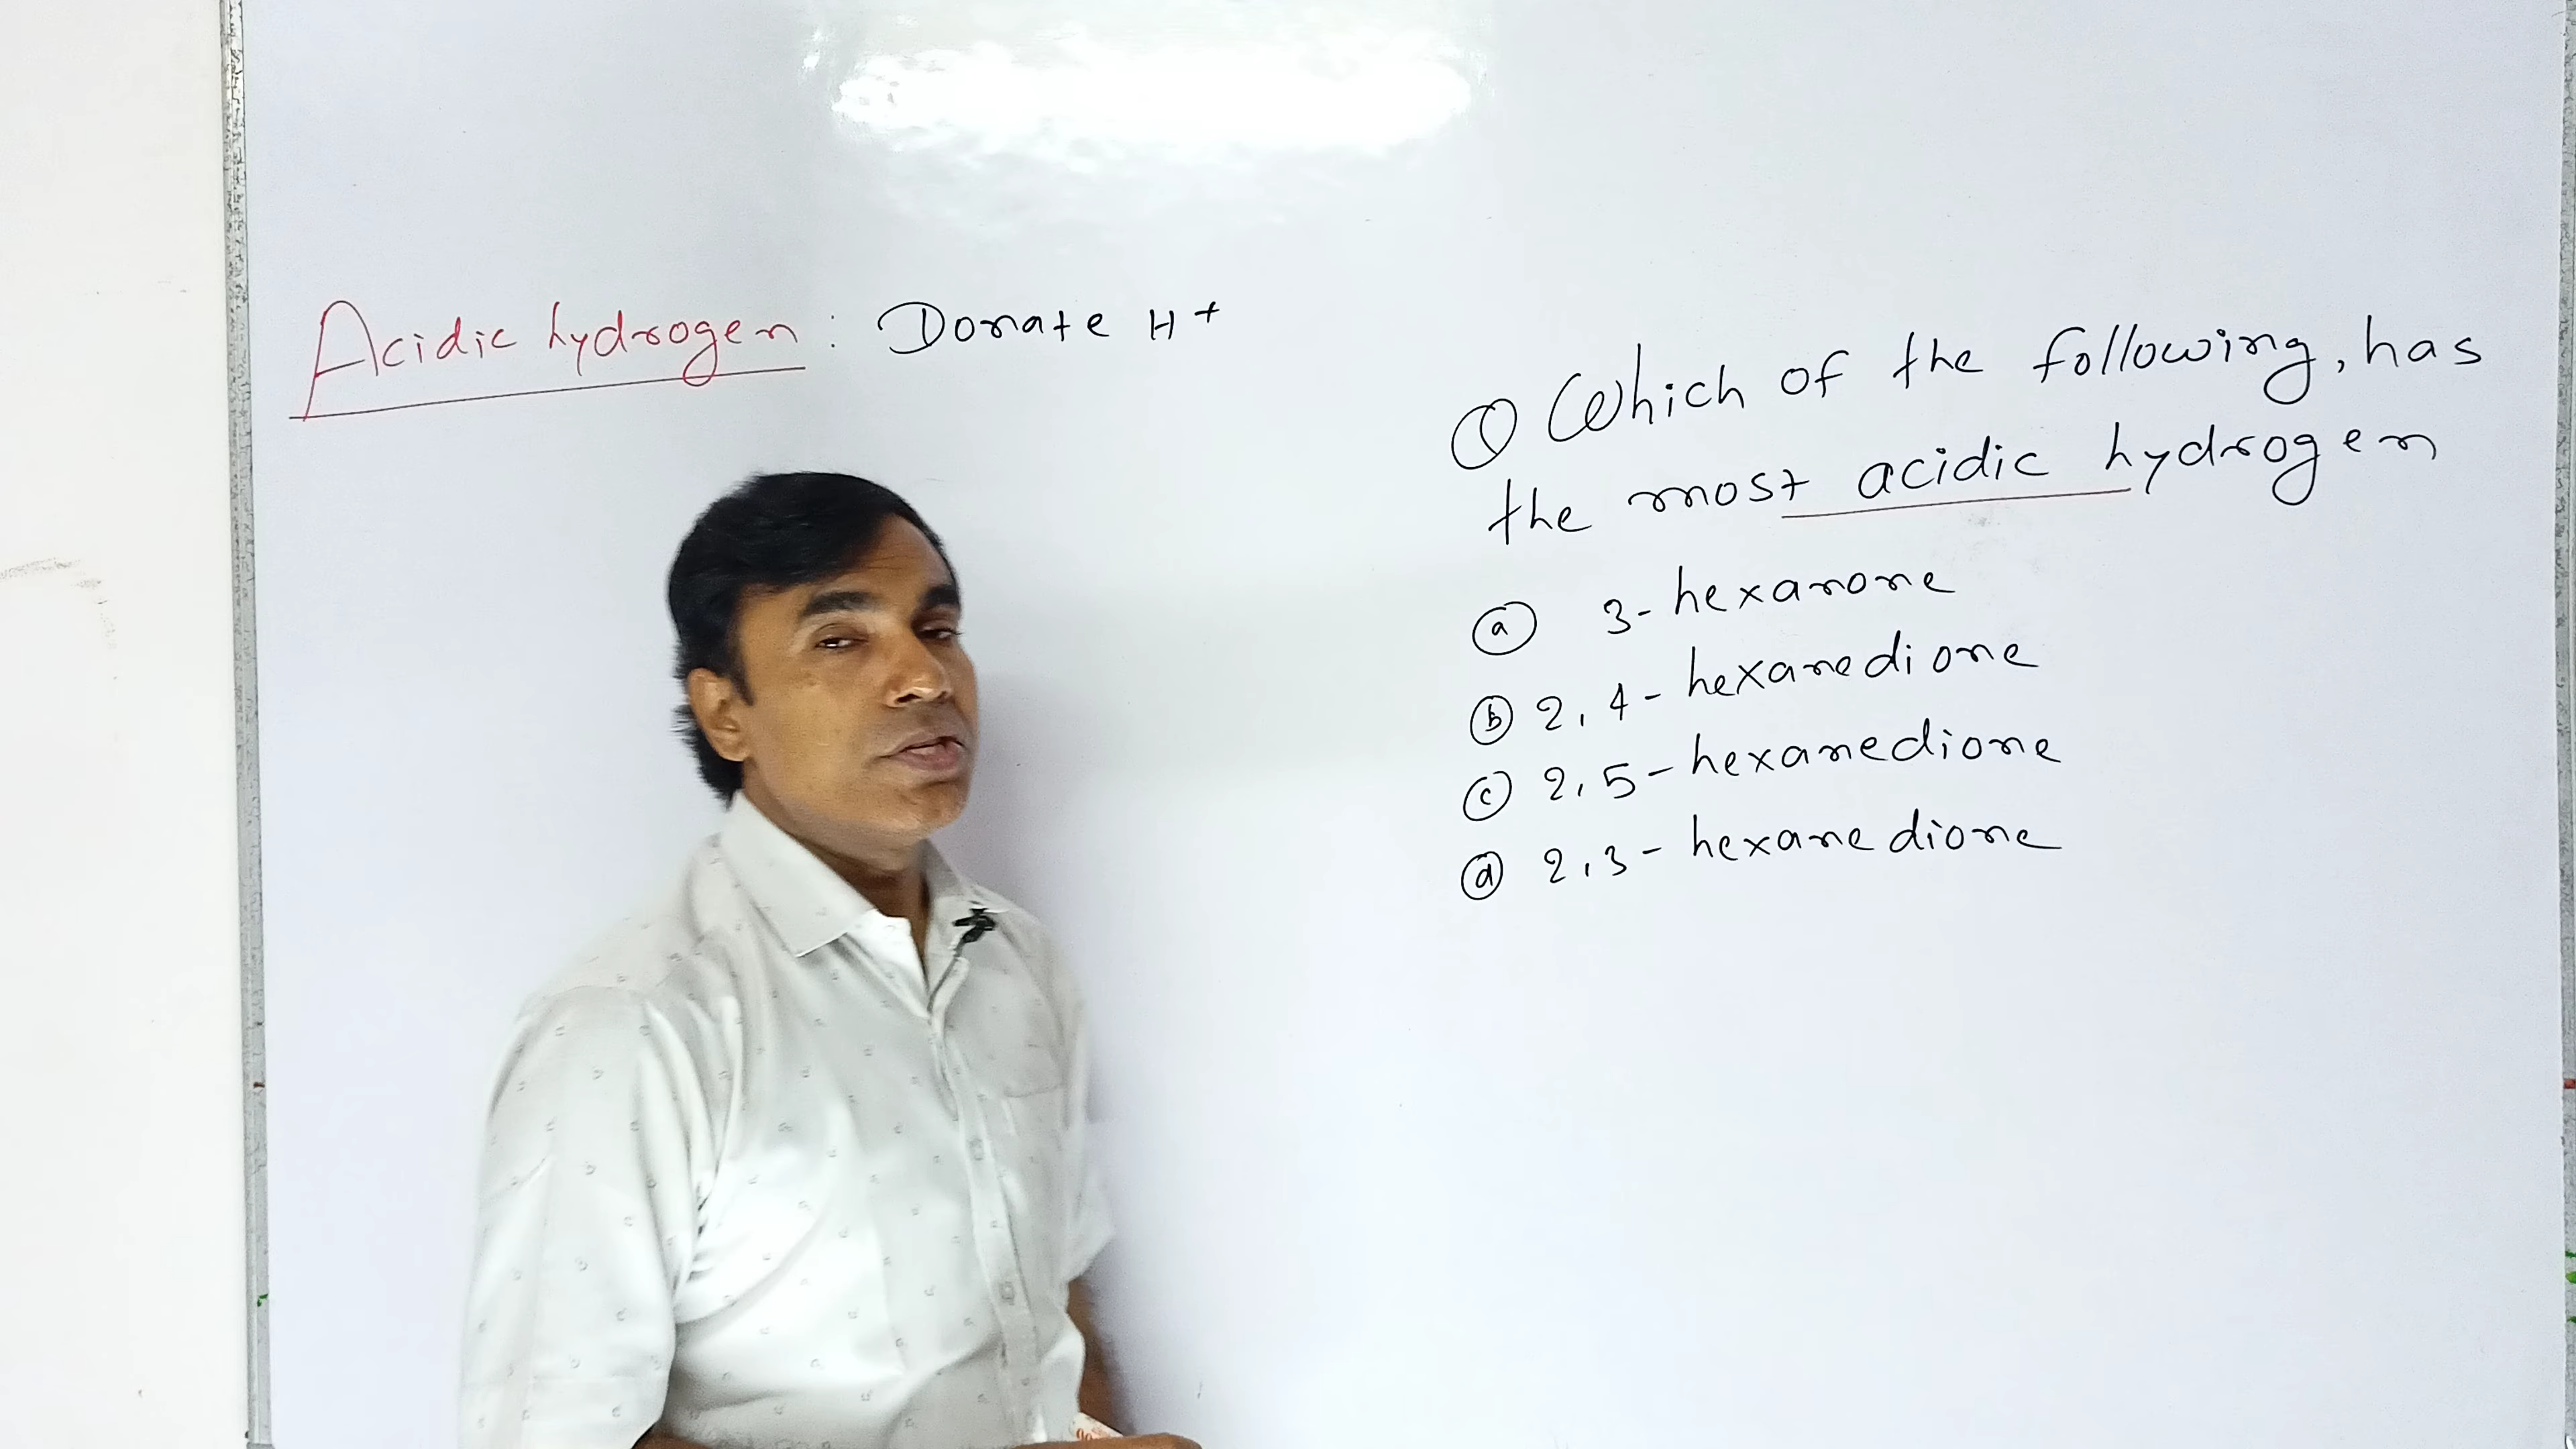 Acidic hydrogen : Donate H+
① Which of the following, has
the most acidic hydrogen
ⓐ 3-hexanone
ⓑ 2,4-hexanedione
ⓒ 2,5-hexanedione
ⓓ 2,3-hexanedione